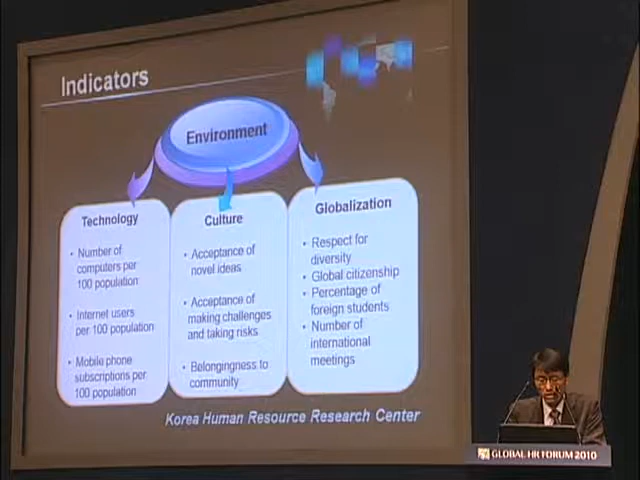 Indicators
Environment
Technology
• Number of
computers per
100 population
• Internet users
per 100 population
• Mobile phone
subscriptions per
100 population
Culture
• Acceptance of
novel ideas
• Acceptance of
making challenges
and taking risks
• Belongingness to
community
Globalization
• Respect for
diversity
• Global citizenship
• Percentage of
foreign students
• Number of
international
meetings
Korea Human Resource Research Center
GLOBAL HR FORUM 2010